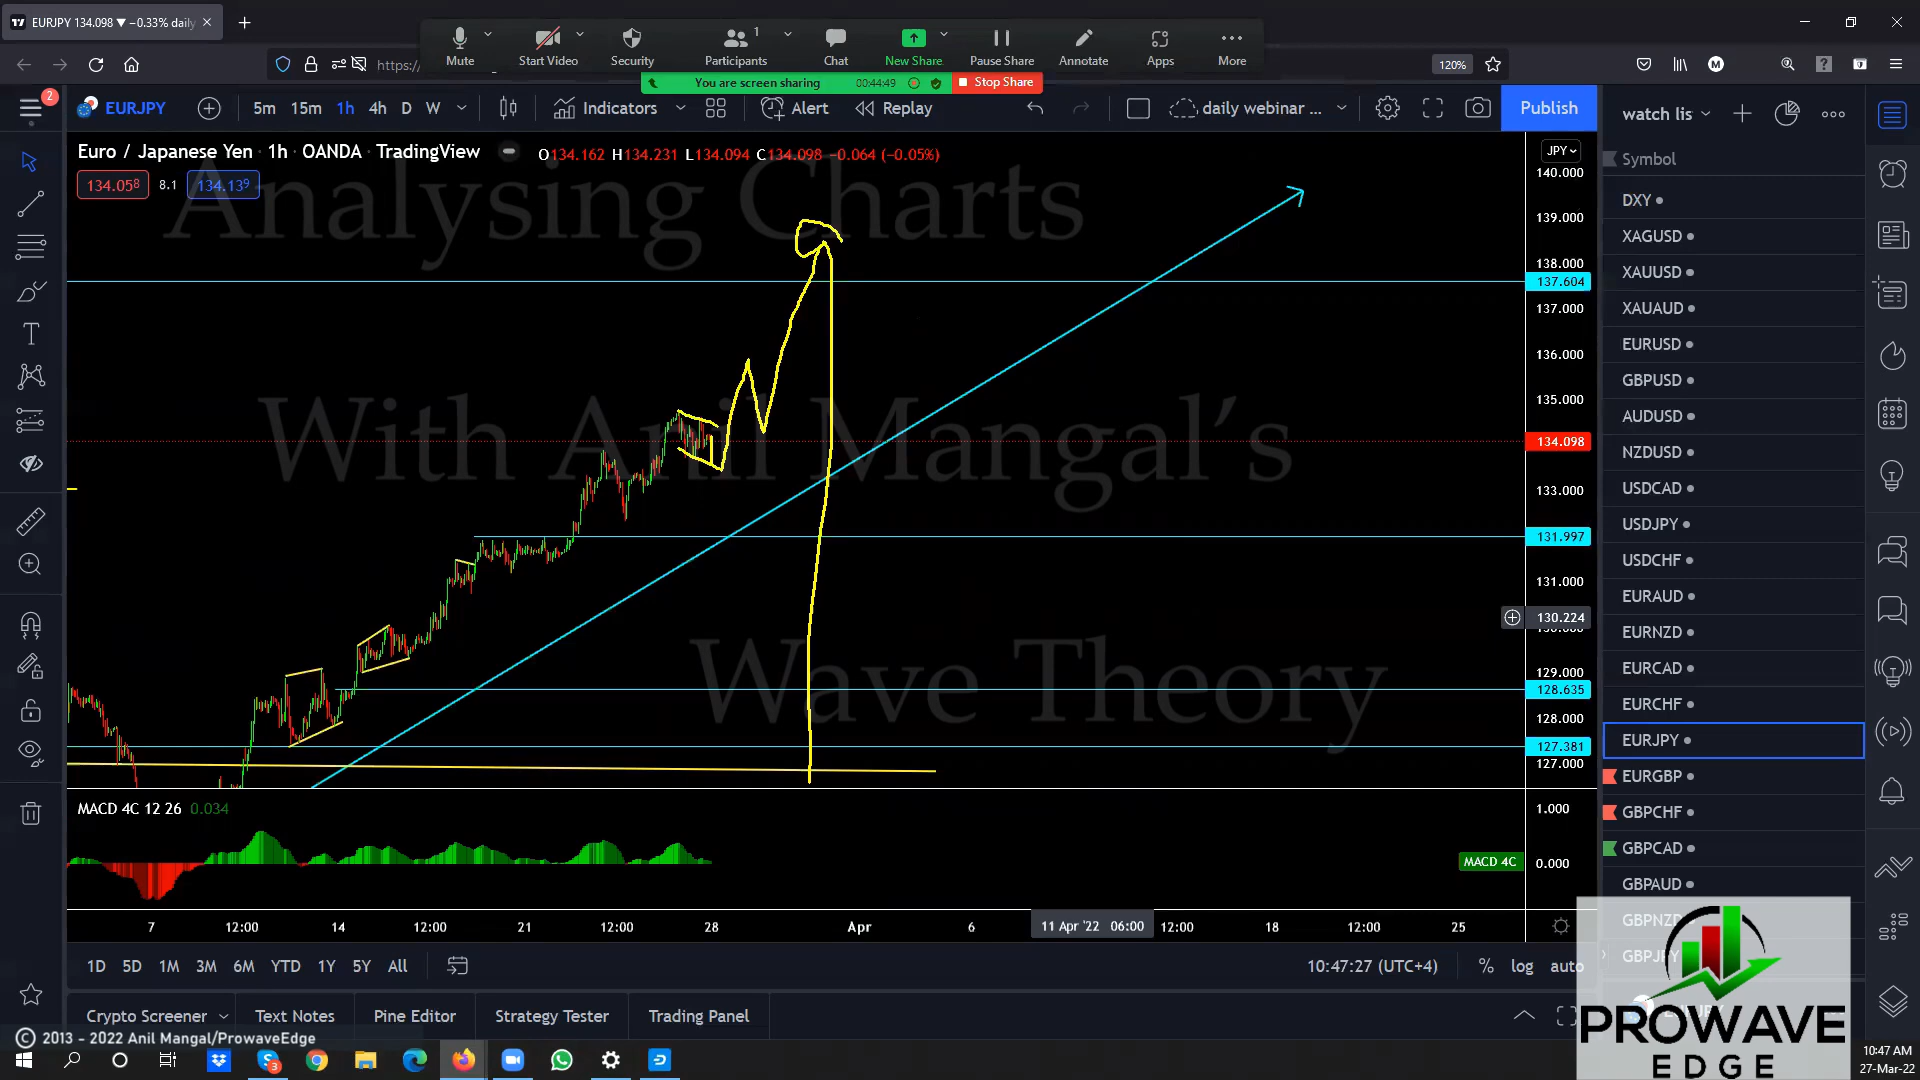 EURJPY 134.098 ▼ −0.33% daily
Mute
Start Video
Security
1
Participants
Chat
New Share
Pause Share
Annotate
Apps
More
https:/
120%
M
You are screen sharing
00:44:49
Stop Share
2
EURJPY
5m 15m 1h 4h D W
Indicators
Alert
Replay
daily webinar ...
Publish
watch lis
Euro / Japanese Yen · 1h · OANDA · TradingView
O134.162 H134.231 L134.094 C134.098 −0.064 (−0.05%)
134.058 8.1 134.139
JPY
Symbol
Analysing Charts
With Anil Mangal's
Wave Theory
140.000
139.000
138.000
137.604
137.000
136.000
135.000
134.098
133.000
131.997
131.000
130.224
129.000
128.635
128.000
127.381
127.000
DXY
XAGUSD
XAUUSD
XAUAUD
EURUSD
GBPUSD
AUDUSD
NZDUSD
USDCAD
USDJPY
USDCHF
EURAUD
EURNZD
EURCAD
EURCHF
EURJPY
EURGBP
GBPCHF
GBPCAD
GBPAUD
GBPNZD
GBPJPY
MACD 4C 12 26 0.034
1.000
MACD 4C 0.000
7 12:00 14 12:00 21 12:00 28 Apr 6 11 Apr '22 06:00 12:00 18 12:00 25
1D 5D 1M 3M 6M YTD 1Y 5Y All
10:47:27 (UTC+4) % log auto
Crypto Screener Text Notes Pine Editor Strategy Tester Trading Panel
© 2013 - 2022 Anil Mangal/ProwaveEdge
PROWAVE
EDGE
3
10:47 AM
27-Mar-22